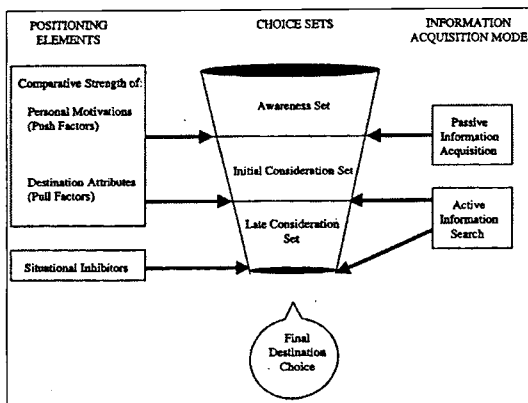 POSITIONING
ELEMENTS
CHOICE SETS
INFORMATION
ACQUISITION MODE
Comparative Strength of:
Personal Motivations
(Push Factors)
Destination Attributes
(Pull Factors)
Situational Inhibitors
Awareness Set
Initial Consideration Set
Late Consideration
Set
Final
Destination
Choice
Passive
Information
Acquisition
Active
Information
Search